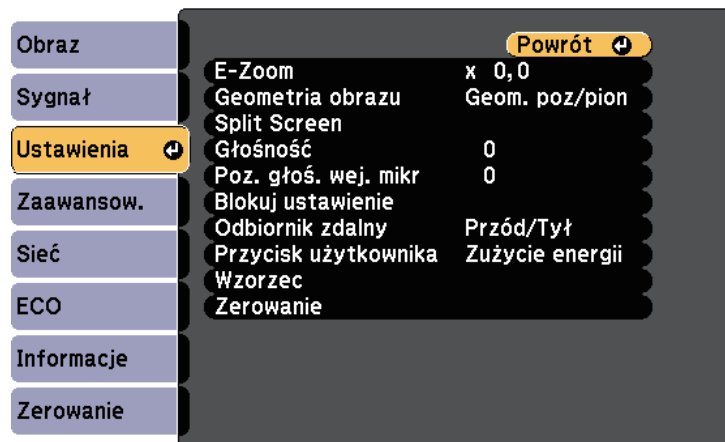 Obraz
Sygnał
Ustawienia
Zaawansow.
Sieć
ECO
Informacje
Zerowanie
Powrót
E-Zoom x 0,0
Geometria obrazu Geom. poz/pion
Split Screen
Głośność 0
Poz. głoś. wej. mikr 0
Blokuj ustawienie
Odbiornik zdalny Przód/Tył
Przycisk użytkownika Zużycie energii
Wzorzec
Zerowanie